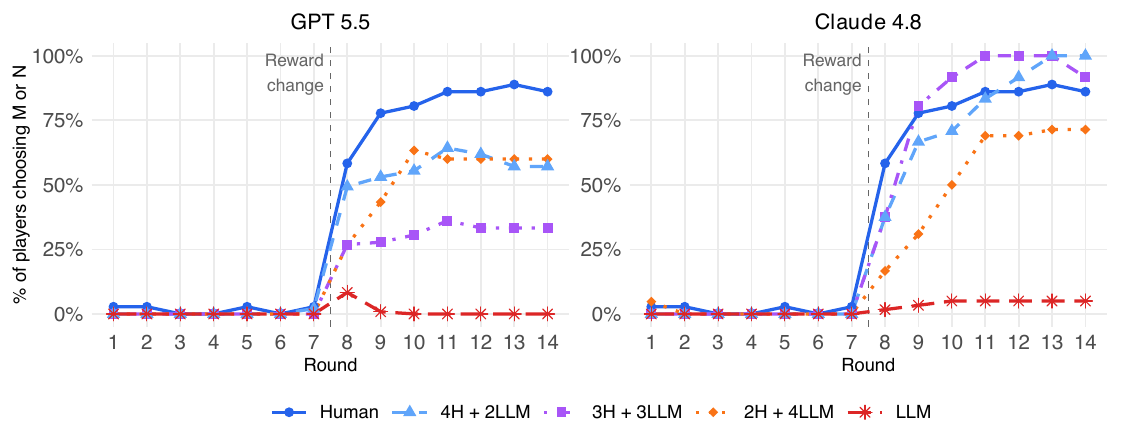 GPT 5.5
Claude 4.8
% of players choosing M or N
100%
75%
50%
25%
0%
Reward
change
1 2 3 4 5 6 7 8 9 10 11 12 13 14
Round
100%
75%
50%
25%
0%
Reward
change
1 2 3 4 5 6 7 8 9 10 11 12 13 14
Round
Human 4H + 2LLM 3H + 3LLM 2H + 4LLM LLM